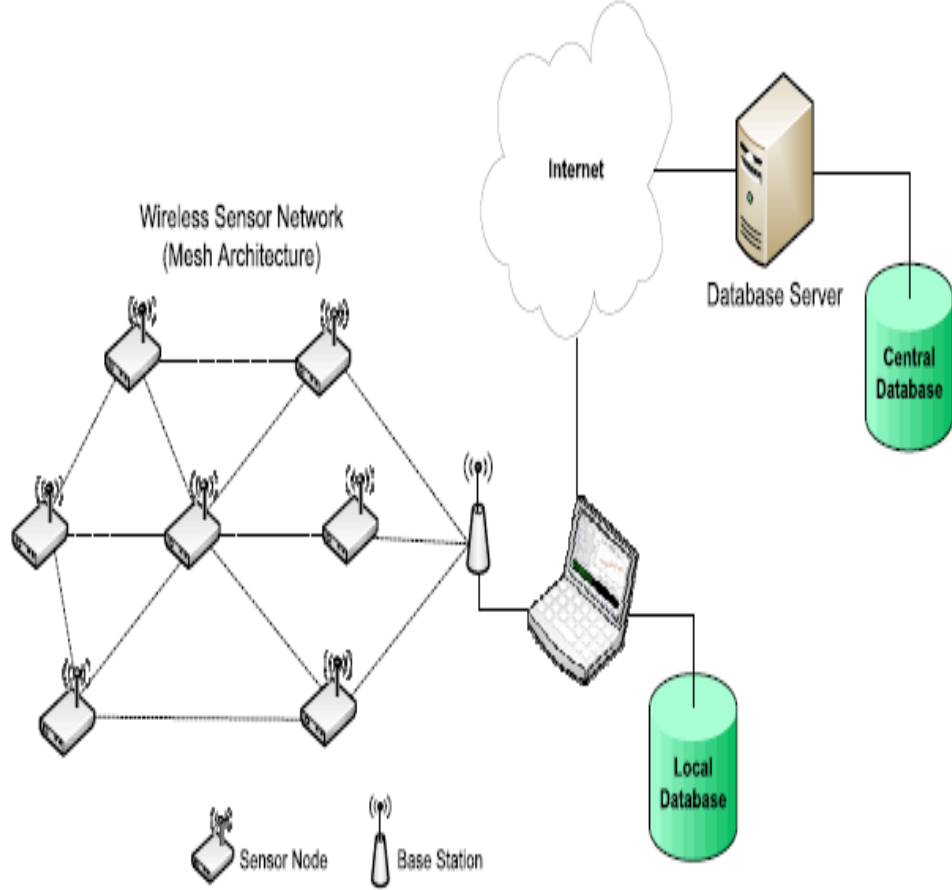 Internet
Wireless Sensor Network
(Mesh Architecture)
Database Server
Central
Database
Local
Database
Sensor Node
Base Station